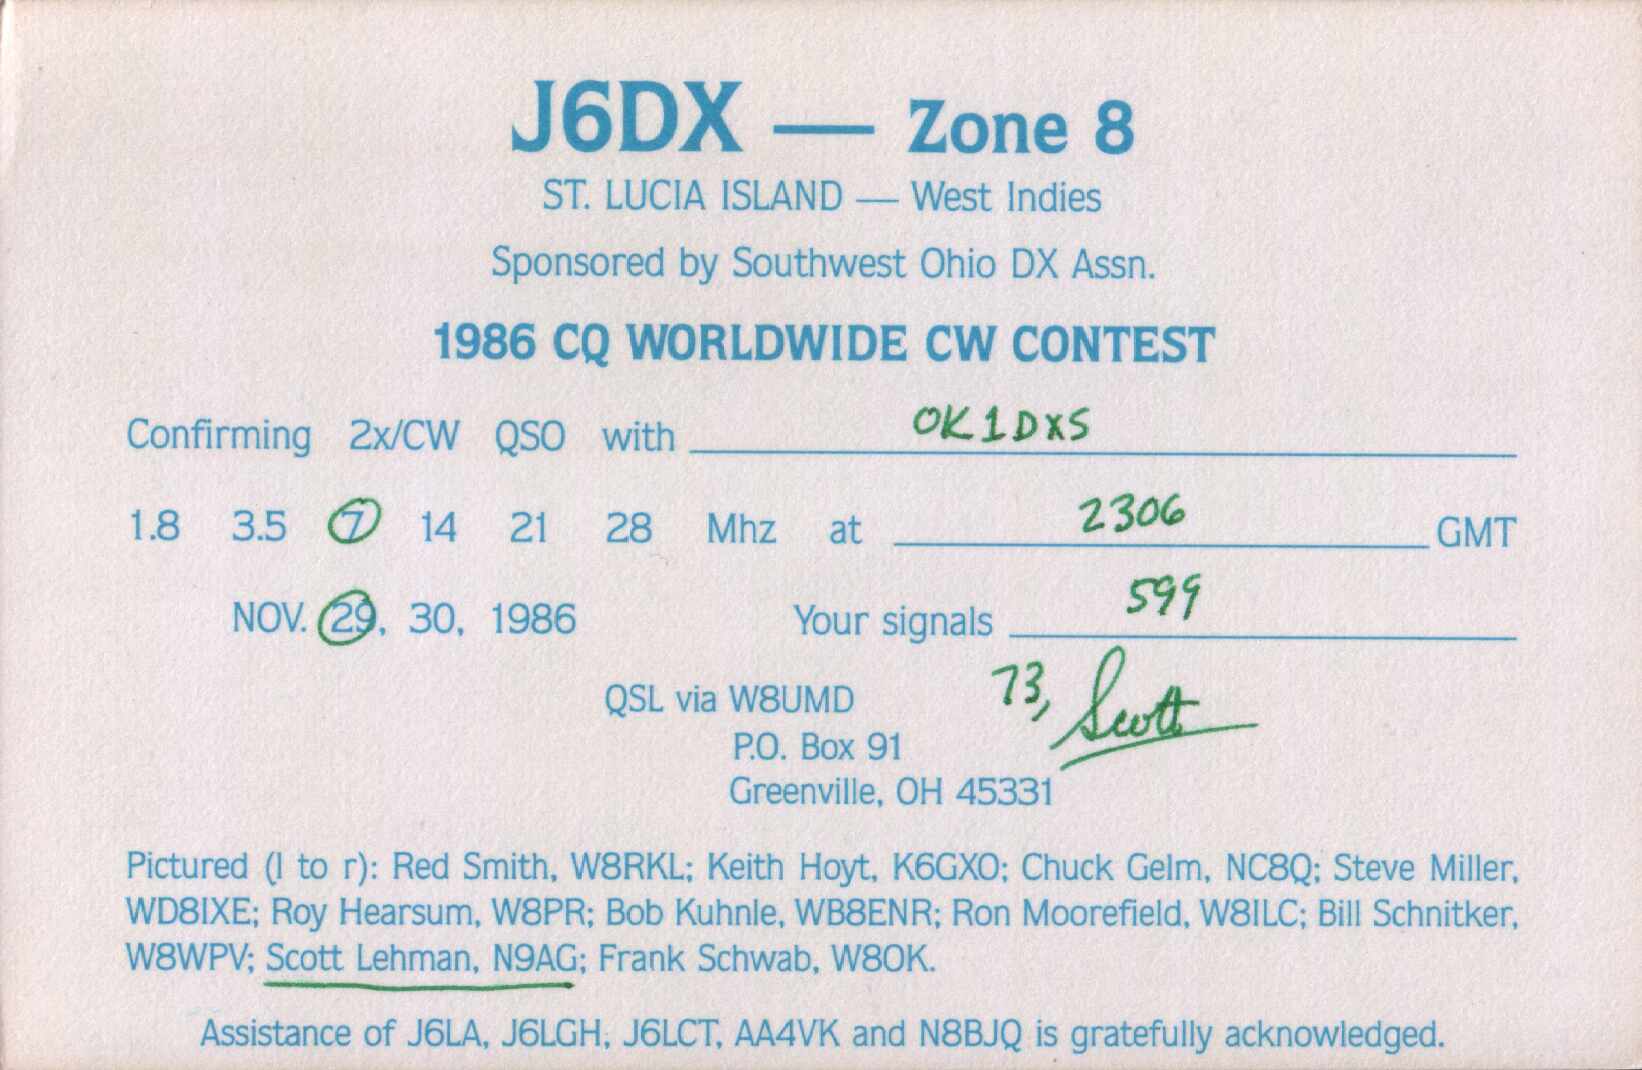 J6DX — Zone 8
ST. LUCIA ISLAND — West Indies
Sponsored by Southwest Ohio DX Assn.
1986 CQ WORLDWIDE CW CONTEST
Confirming 2x/CW QSO with OK1DXS
1.8 3.5 7 14 21 28 Mhz at 2306 GMT
NOV. 29, 30, 1986 Your signals 599
QSL via W8UMD 73, Scott
P.O. Box 91
Greenville, OH 45331
Pictured (l to r): Red Smith, W8RKL; Keith Hoyt, K6GXO; Chuck Gelm, NC8Q; Steve Miller,
WD8IXE; Roy Hearsum, W8PR; Bob Kuhnle, WB8ENR; Ron Moorefield, W8ILC; Bill Schnitker,
W8WPV; Scott Lehman, N9AG; Frank Schwab, W8OK.
Assistance of J6LA, J6LGH, J6LCT, AA4VK and N8BJQ is gratefully acknowledged.